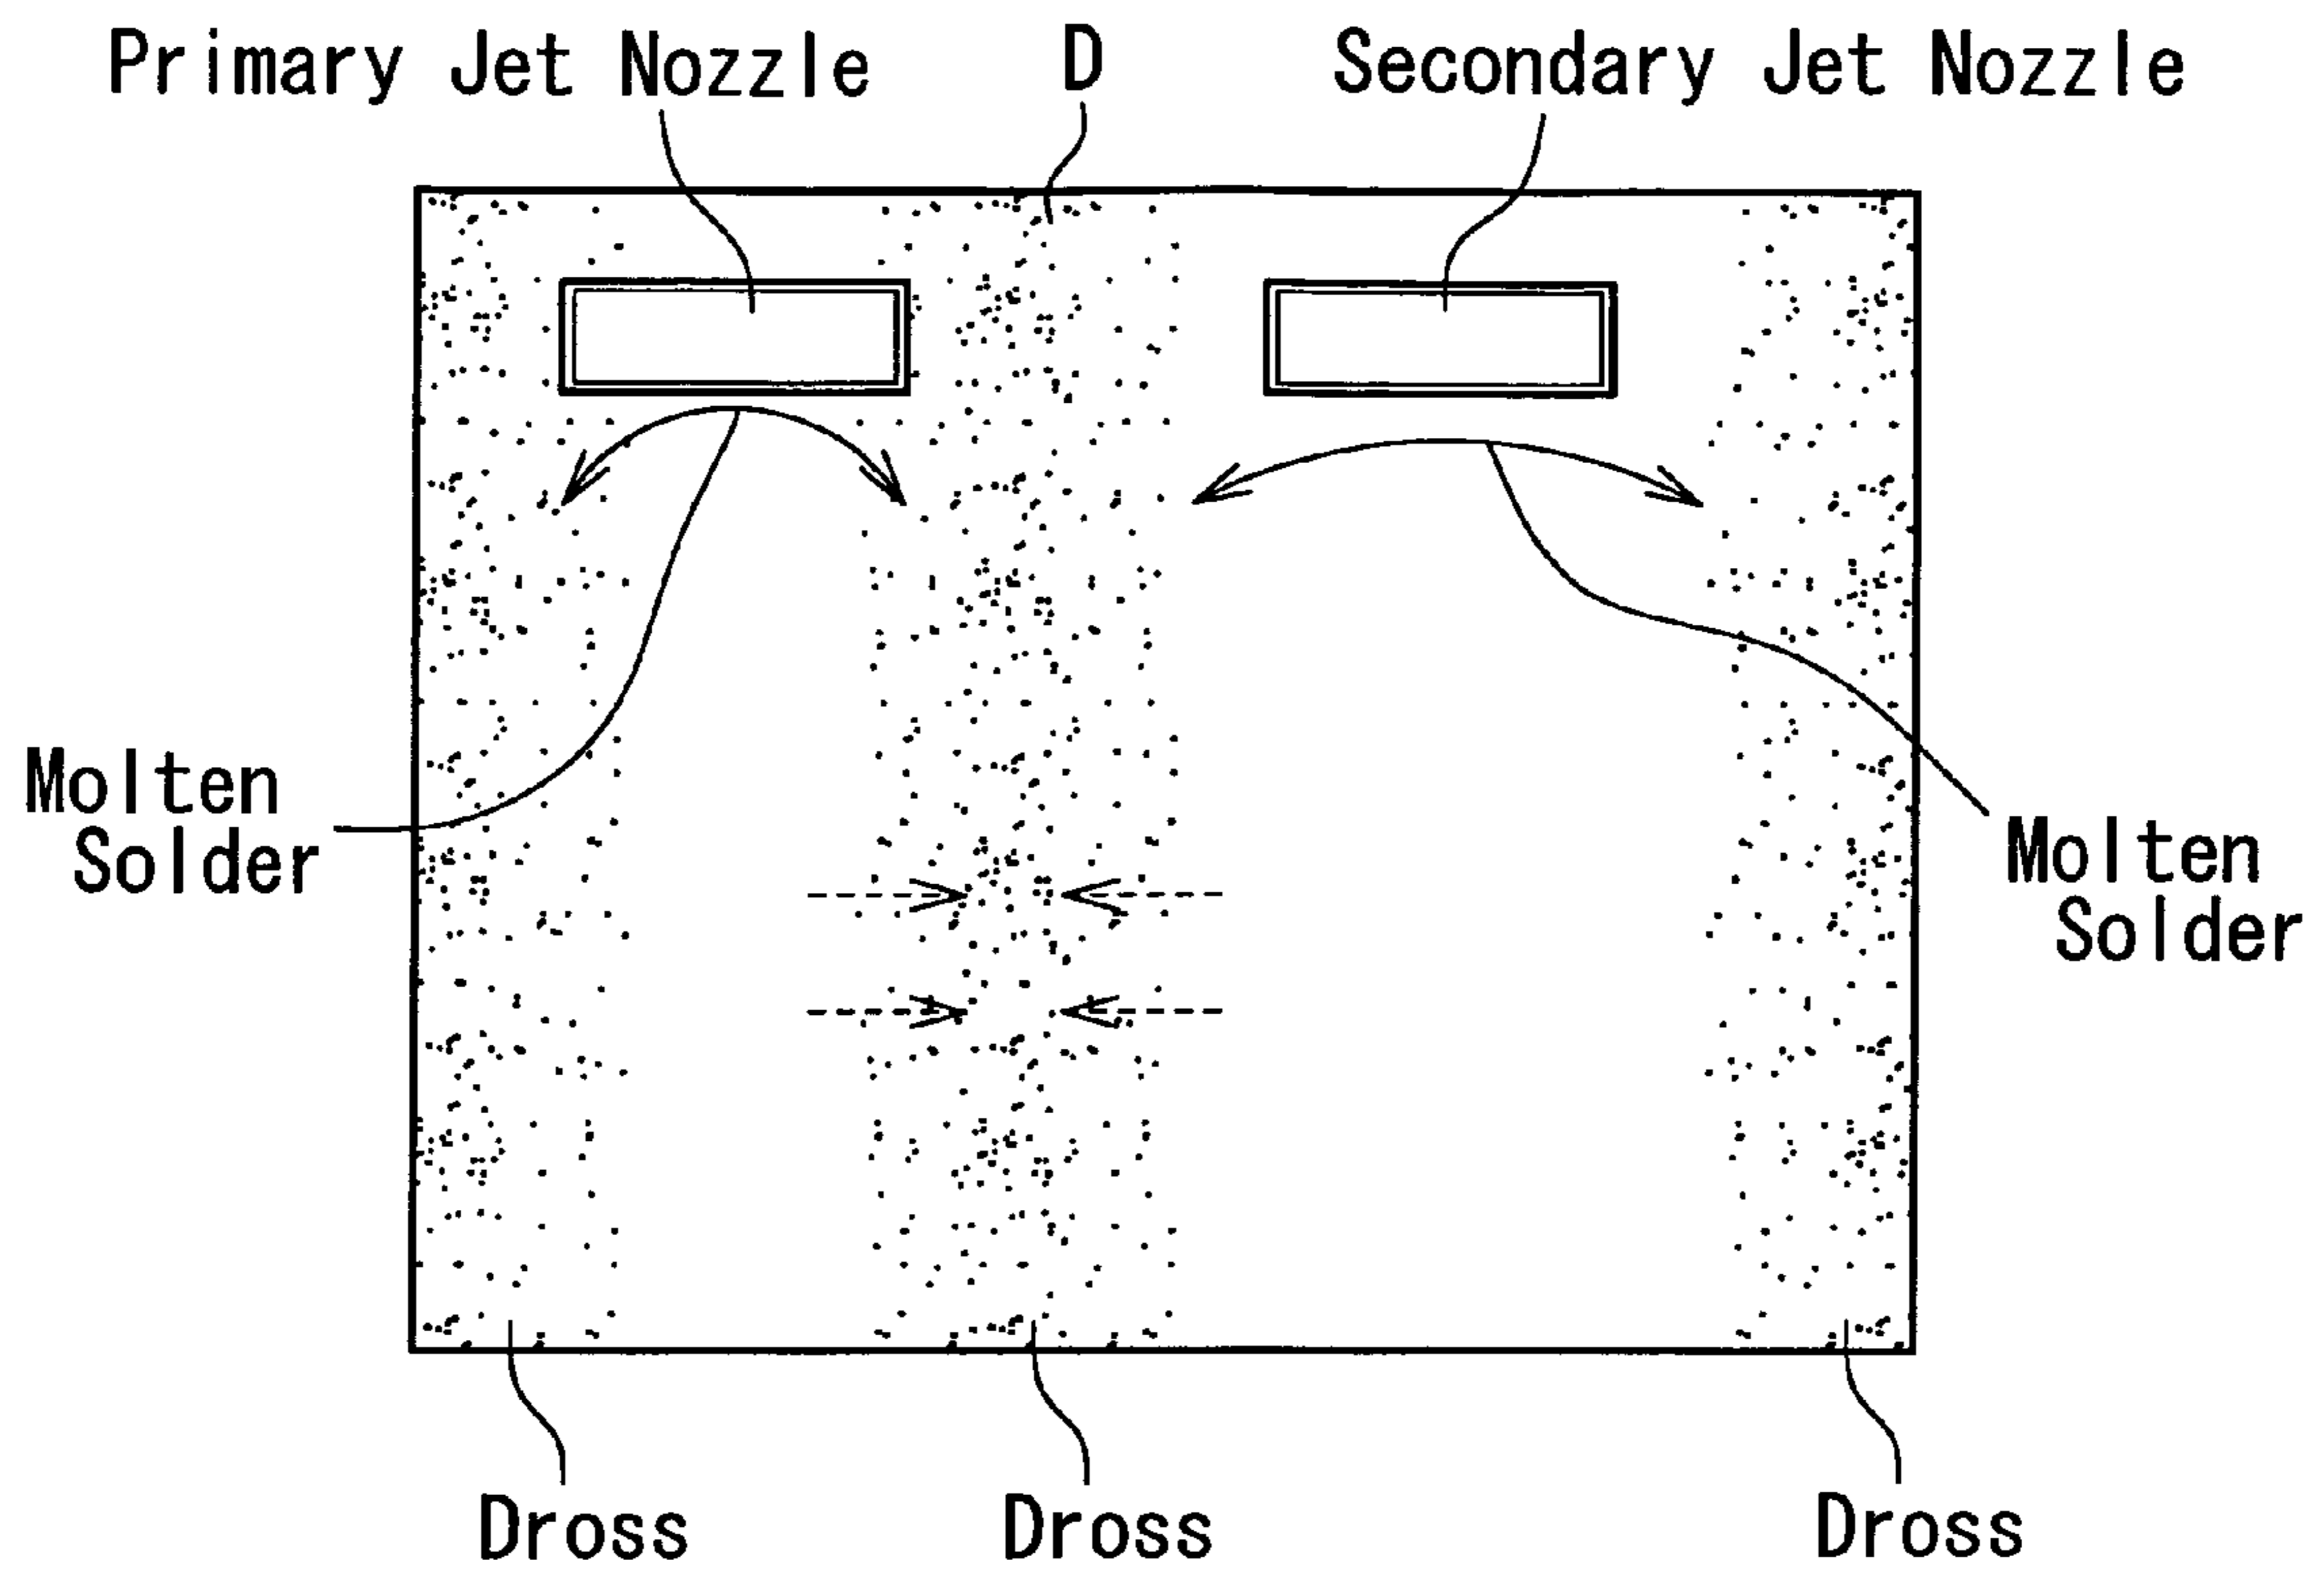 Primary Jet Nozzle
D
Secondary Jet Nozzle
Molten
Solder
Molten
Solder
Dross
Dross
Dross